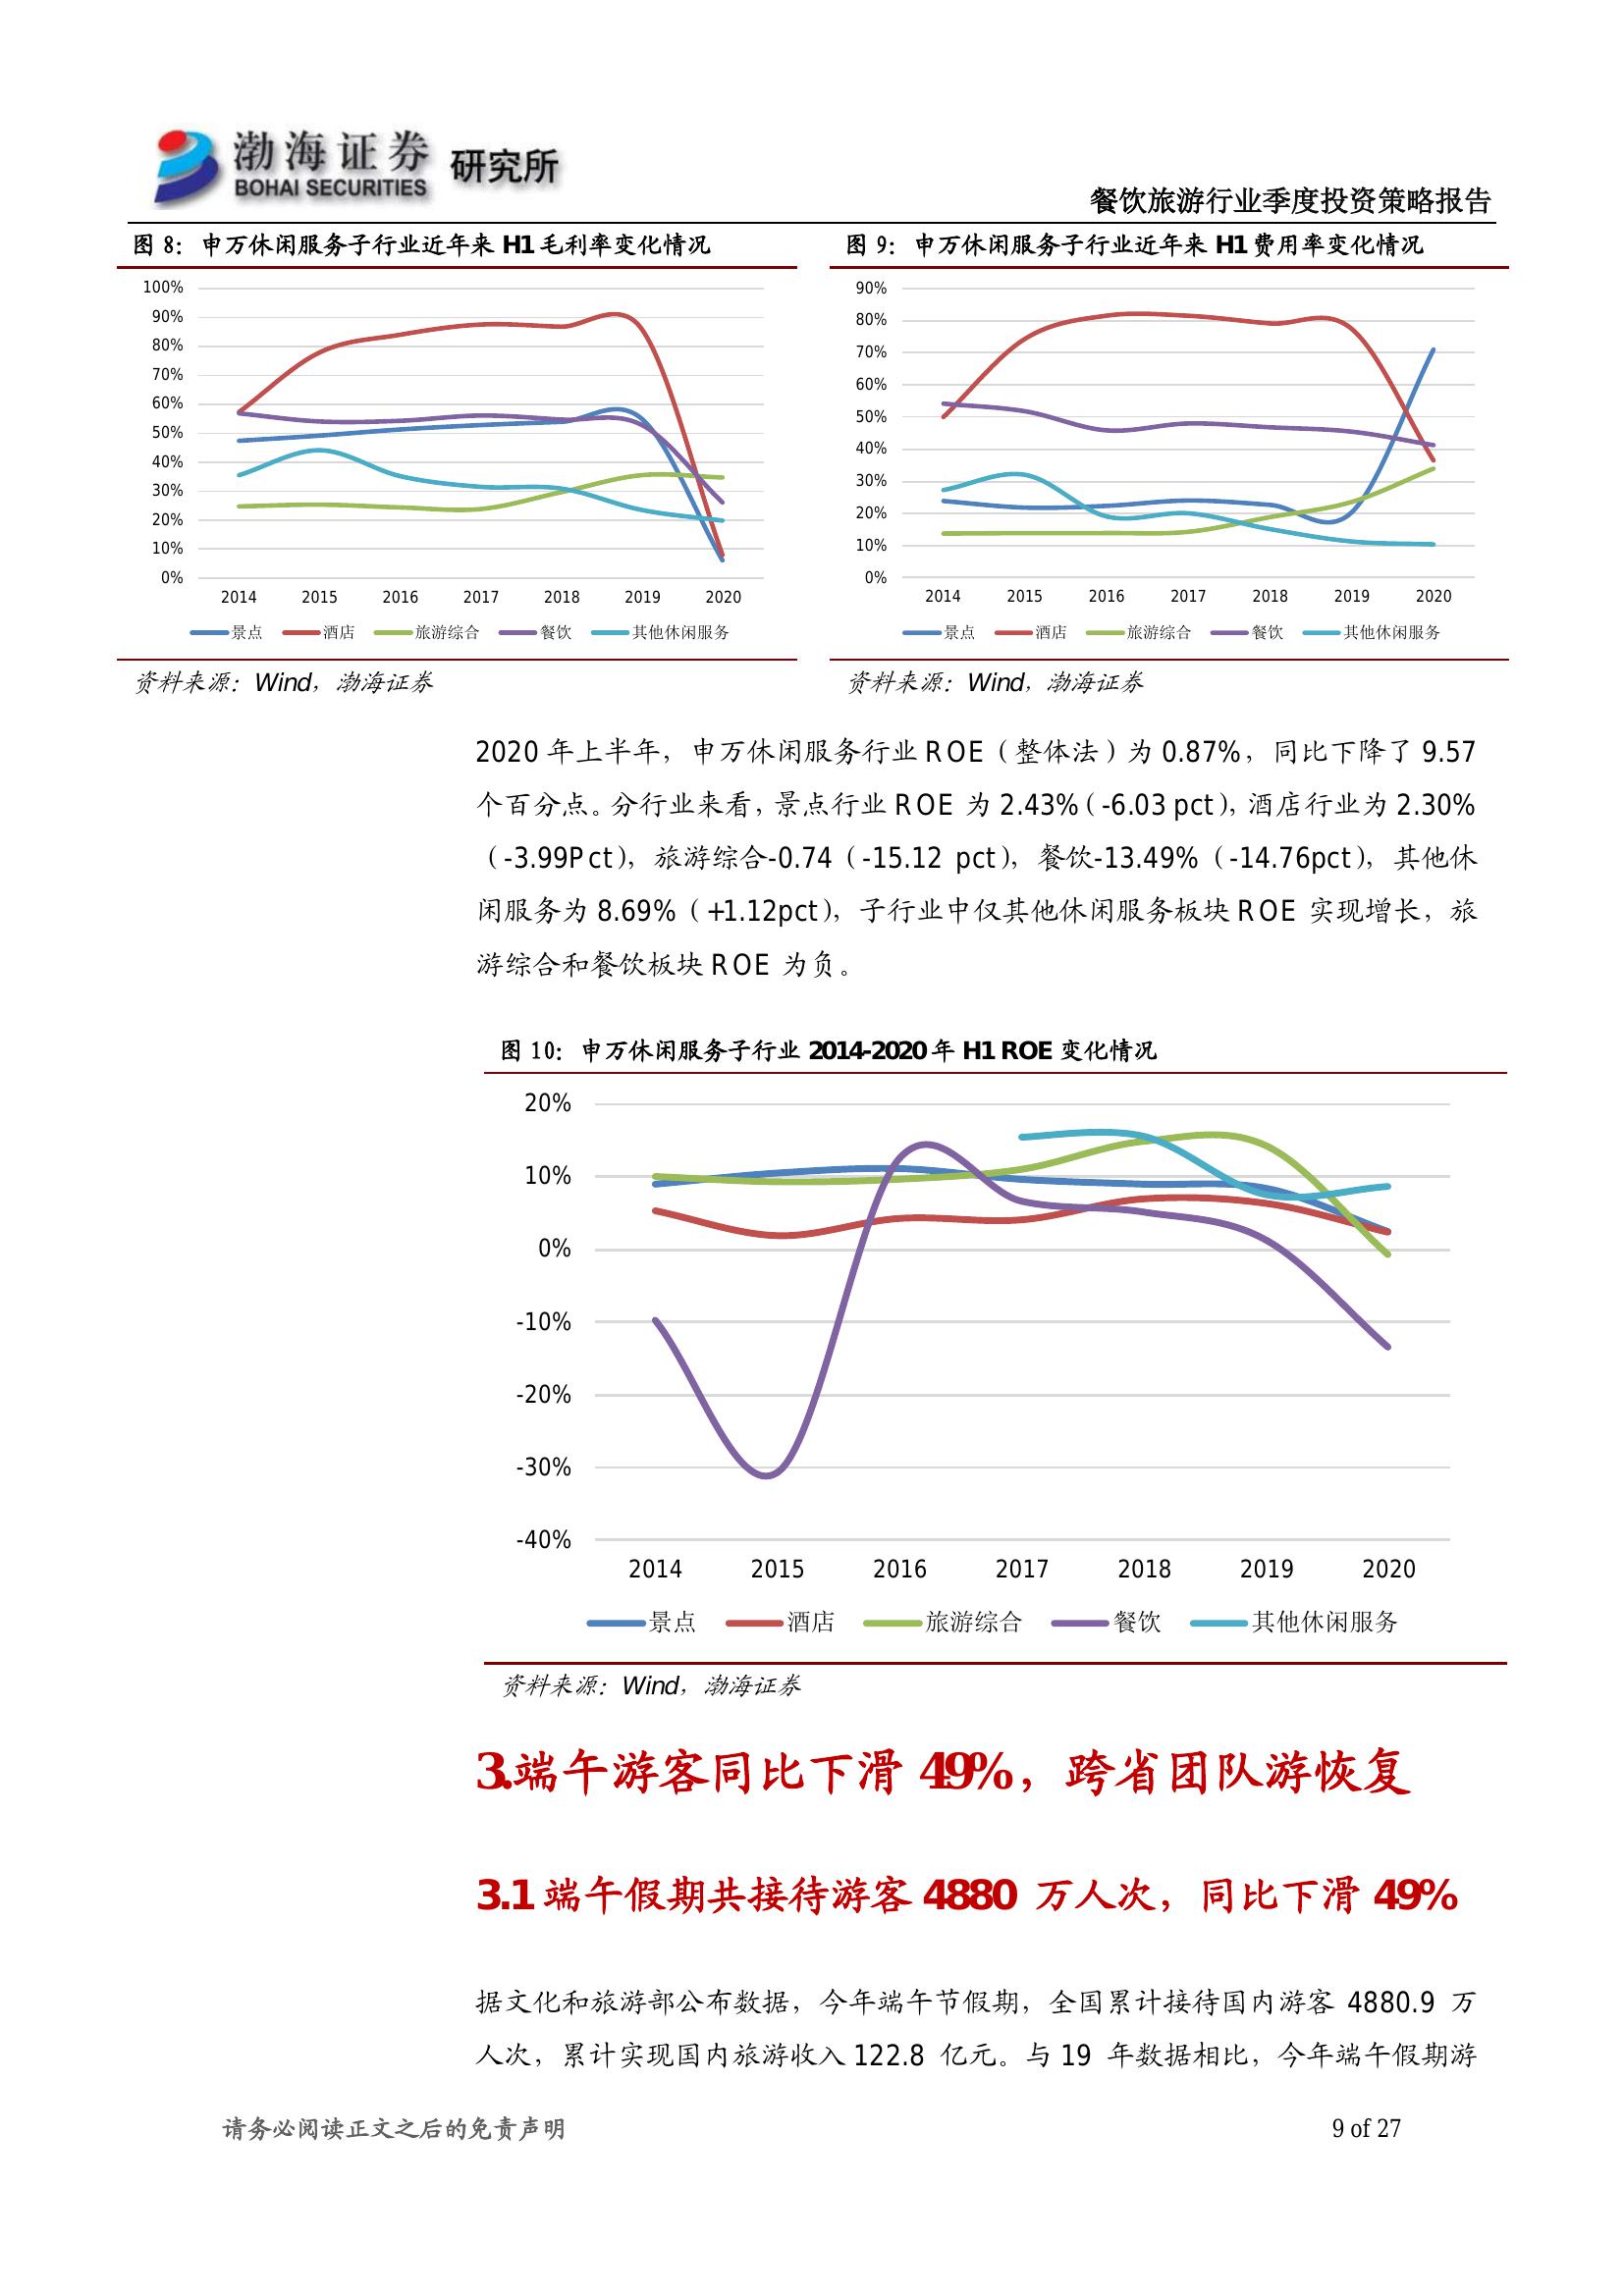 渤海证券 研究所
BOHAI SECURITIES
餐饮旅游行业季度投资策略报告
图 8：申万休闲服务子行业近年来 H1 毛利率变化情况
100%
90%
80%
70%
60%
50%
40%
30%
20%
10%
0%
2014 2015 2016 2017 2018 2019 2020
景点 酒店 旅游综合 餐饮 其他休闲服务
资料来源：Wind，渤海证券
图 9：申万休闲服务子行业近年来 H1 费用率变化情况
90%
80%
70%
60%
50%
40%
30%
20%
10%
0%
2014 2015 2016 2017 2018 2019 2020
景点 酒店 旅游综合 餐饮 其他休闲服务
资料来源：Wind，渤海证券
2020 年上半年，申万休闲服务行业 ROE（整体法）为 0.87%，同比下降了 9.57
个百分点。分行业来看，景点行业 ROE 为 2.43%（-6.03 pct），酒店行业为 2.30%
（-3.99Pct），旅游综合-0.74（-15.12 pct），餐饮-13.49%（-14.76pct），其他休
闲服务为 8.69%（+1.12pct），子行业中仅其他休闲服务板块 ROE 实现增长，旅
游综合和餐饮板块 ROE 为负。
图 10：申万休闲服务子行业 2014-2020 年 H1 ROE 变化情况
20%
10%
0%
-10%
-20%
-30%
-40%
2014 2015 2016 2017 2018 2019 2020
景点 酒店 旅游综合 餐饮 其他休闲服务
资料来源：Wind，渤海证券
3.端午游客同比下滑 49%，跨省团队游恢复
3.1 端午假期共接待游客 4880 万人次，同比下滑 49%
据文化和旅游部公布数据，今年端午节假期，全国累计接待国内游客 4880.9 万
人次，累计实现国内旅游收入 122.8 亿元。与 19 年数据相比，今年端午假期游
请务必阅读正文之后的免责声明
9 of 27